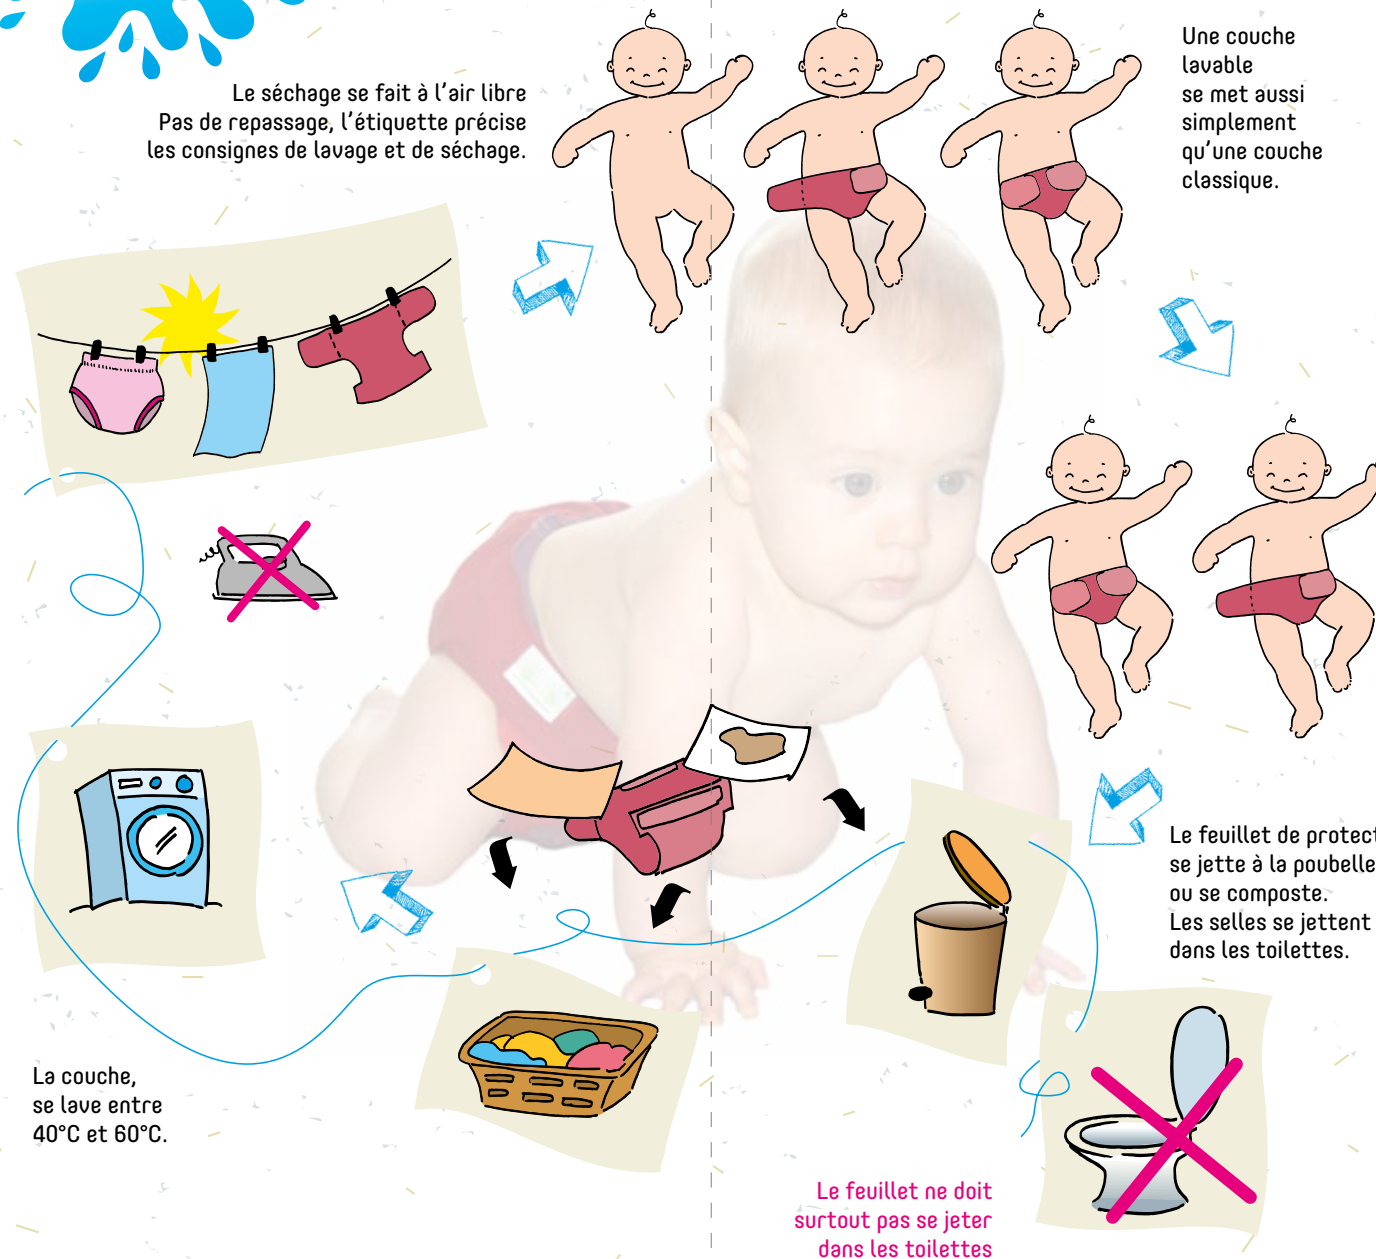 Le séchage se fait à l'air libre
Pas de repassage, l'étiquette précise
les consignes de lavage et de séchage.
Une couche
lavable
se met aussi
simplement
qu'une couche
classique.
Le feuillet de protect
se jette à la poubelle
ou se composte.
Les selles se jettent
dans les toilettes.
La couche,
se lave entre
40°C et 60°C.
Le feuillet ne doit
surtout pas se jeter
dans les toilettes